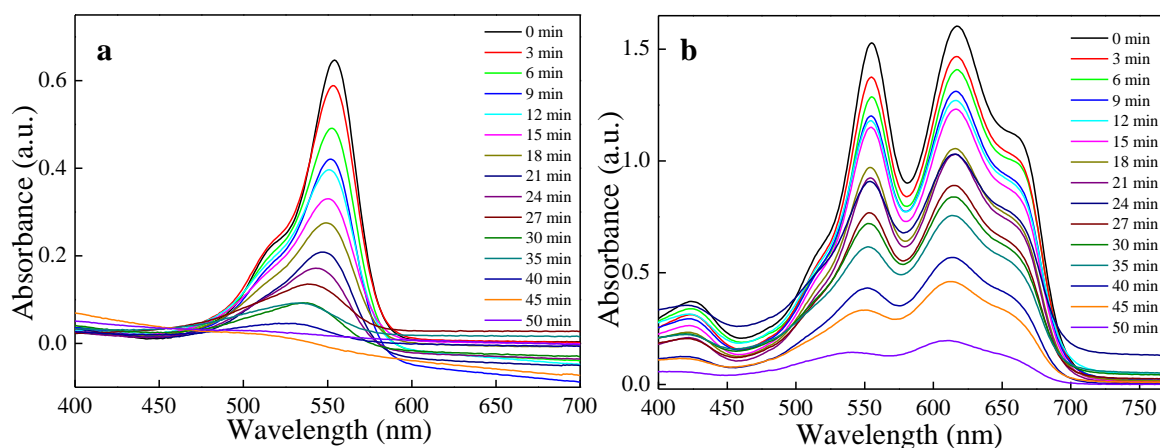 a
0.6
0.4
0.2
0.0
Absorbance (a.u.)
400 450 500 550 600 650 700
Wavelength (nm)
0 min
3 min
6 min
9 min
12 min
15 min
18 min
21 min
24 min
27 min
30 min
35 min
40 min
45 min
50 min
b
1.5
1.0
0.5
0.0
Absorbance (a.u.)
400 450 500 550 600 650 700 750
Wavelength (nm)
0 min
3 min
6 min
9 min
12 min
15 min
18 min
21 min
24 min
27 min
30 min
35 min
40 min
45 min
50 min